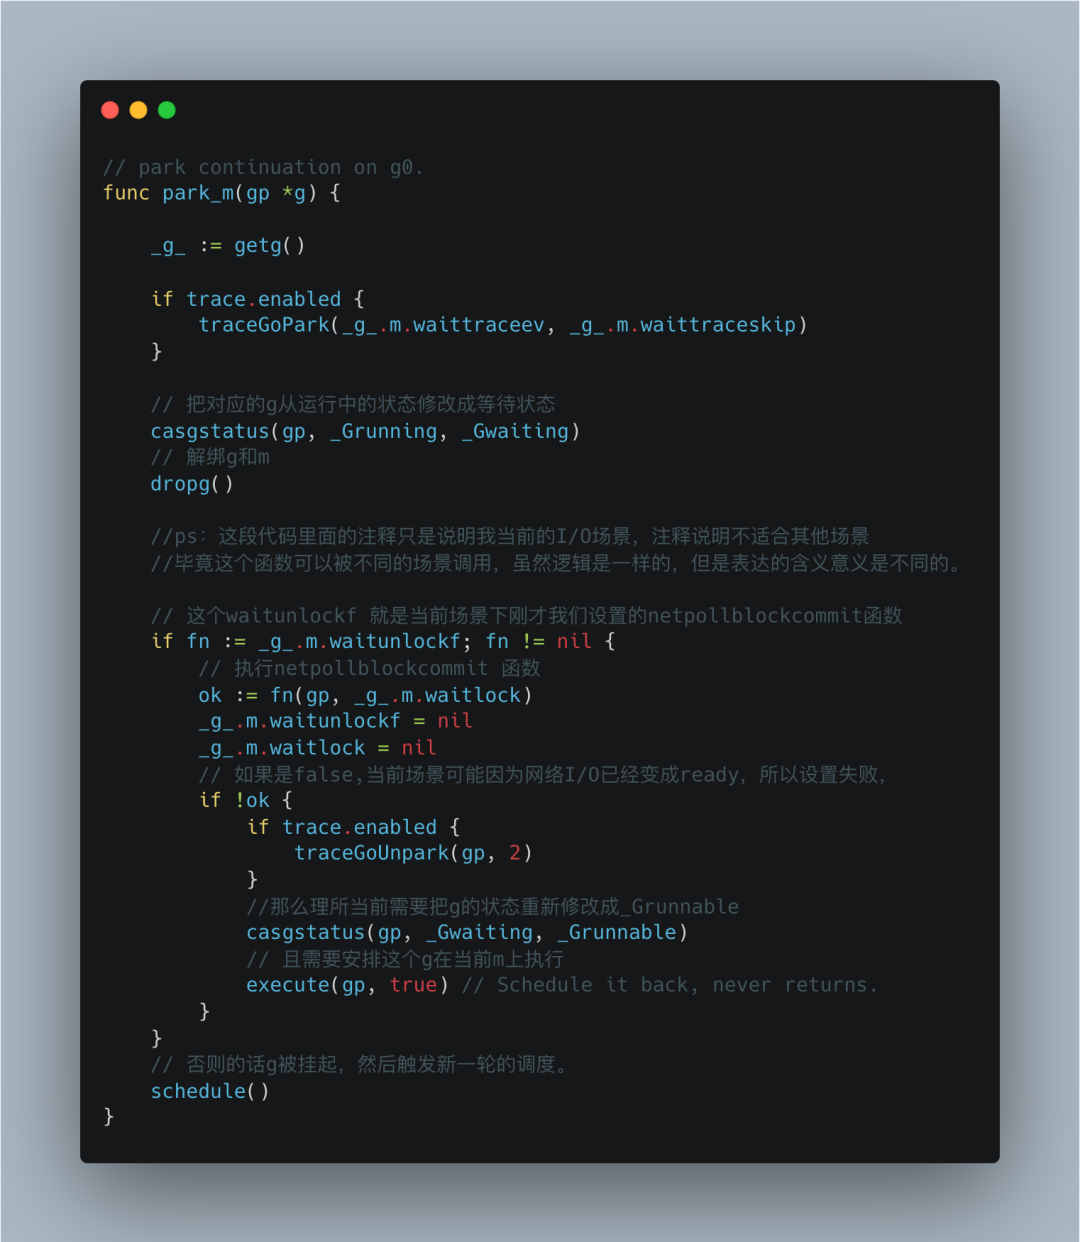 // park continuation on g0.
func park_m(gp *g) {
    _g_ := getg()
    if trace.enabled {
        traceGoPark(_g_.m.waittraceev, _g_.m.waittraceskip)
    }
    // 把对应的g从运行中的状态修改成等待状态
    casgstatus(gp, _Grunning, _Gwaiting)
    // 解绑g和m
    dropg()
    //ps: 这段代码里面的注释只是说明我当前的I/O场景，注释说明不适合其他场景
    //毕竟这个函数可以被不同的场景调用，虽然逻辑是一样的，但是表达的含义意义是不同的。
    // 这个waitunlockf 就是当前场景下刚才我们设置的netpollblockcommit函数
    if fn := _g_.m.waitunlockf; fn != nil {
        // 执行netpollblockcommit 函数
        ok := fn(gp, _g_.m.waitlock)
        _g_.m.waitunlockf = nil
        _g_.m.waitlock = nil
        // 如果是false,当前场景可能因为网络I/O已经变成ready，所以设置失败，
        if !ok {
            if trace.enabled {
                traceGoUnpark(gp, 2)
            }
            //那么理所当前需要把g的状态重新修改成_Grunnable
            casgstatus(gp, _Gwaiting, _Grunnable)
            // 且需要安排这个g在当前m上执行
            execute(gp, true) // Schedule it back, never returns.
        }
    }
    // 否则的话g被挂起，然后触发新一轮的调度。
    schedule()
}